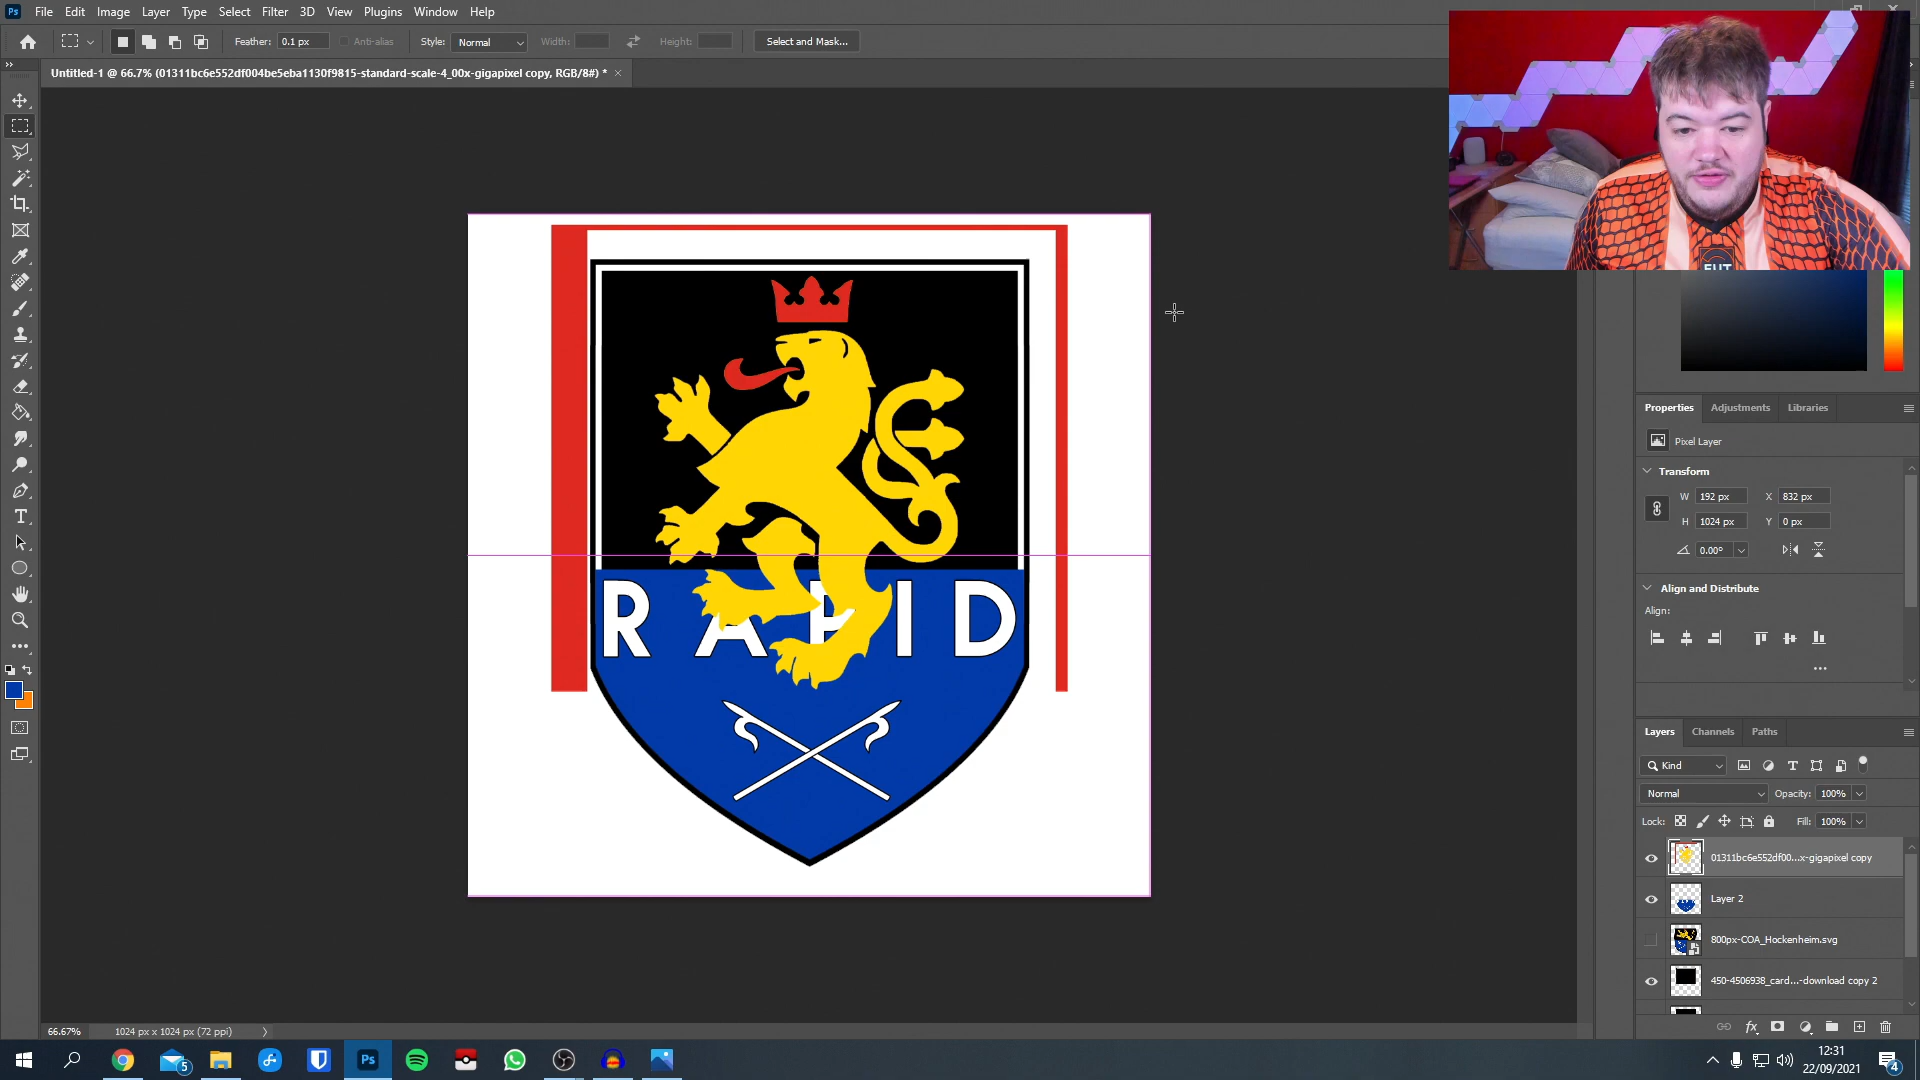 Ps File Edit Image Layer Type Select Filter 3D View Plugins Window Help
Feather: 0.1 px Anti-alias Style: Normal Width: Height: Select and Mask...
Untitled-1 @ 66.7% (01311bc6e552df004be5eba1130f9815-standard-scale-4_00x-gigapixel copy, RGB/8#) * ×
FUT
RAPID
Properties Adjustments Libraries
Pixel Layer
Transform
W 192 px X 832 px
H 1024 px Y 0 px
0.00°
Align and Distribute
Align:
Layers Channels Paths
Kind
Normal Opacity: 100%
Lock: Fill: 100%
01311bc6e552df00...x-gigapixel copy
Layer 2
800px-COA_Hockenheim.svg
450-4506938_card...-download copy 2
fx
66.67% 1024 px x 1024 px (72 ppi)
5 Ps 12:31
22/09/2021 4